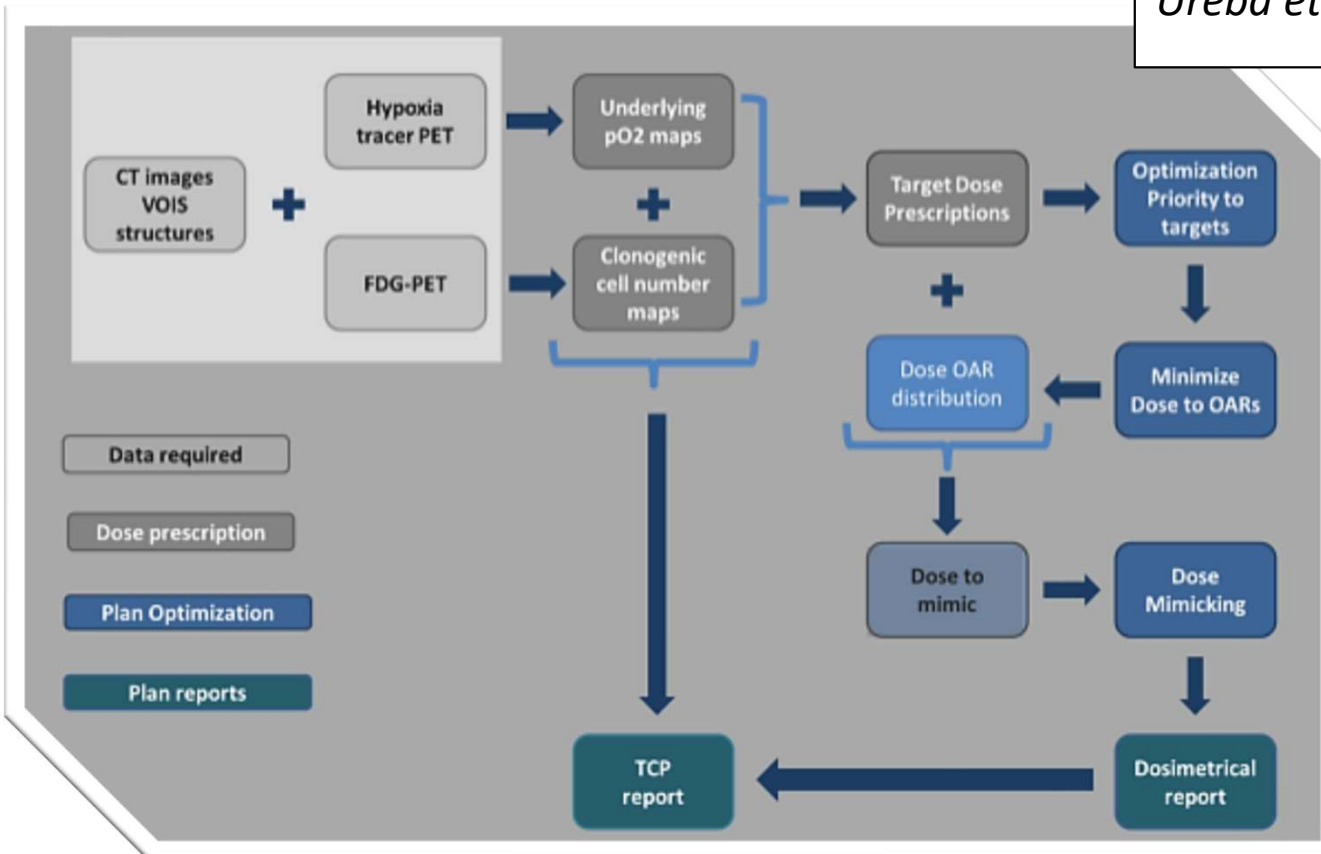 Ureba et
Hypoxia
tracer PET
Underlying
pO2 maps
CT images
VOIS
structures
Target Dose
Prescriptions
Optimization
Priority to
targets
FDG-PET
Clonogenic
cell number
maps
Dose OAR
distribution
Minimize
Dose to OARs
Data required
Dose prescription
Dose to
mimic
Dose
Mimicking
Plan Optimization
Plan reports
TCP
report
Dosimetrical
report